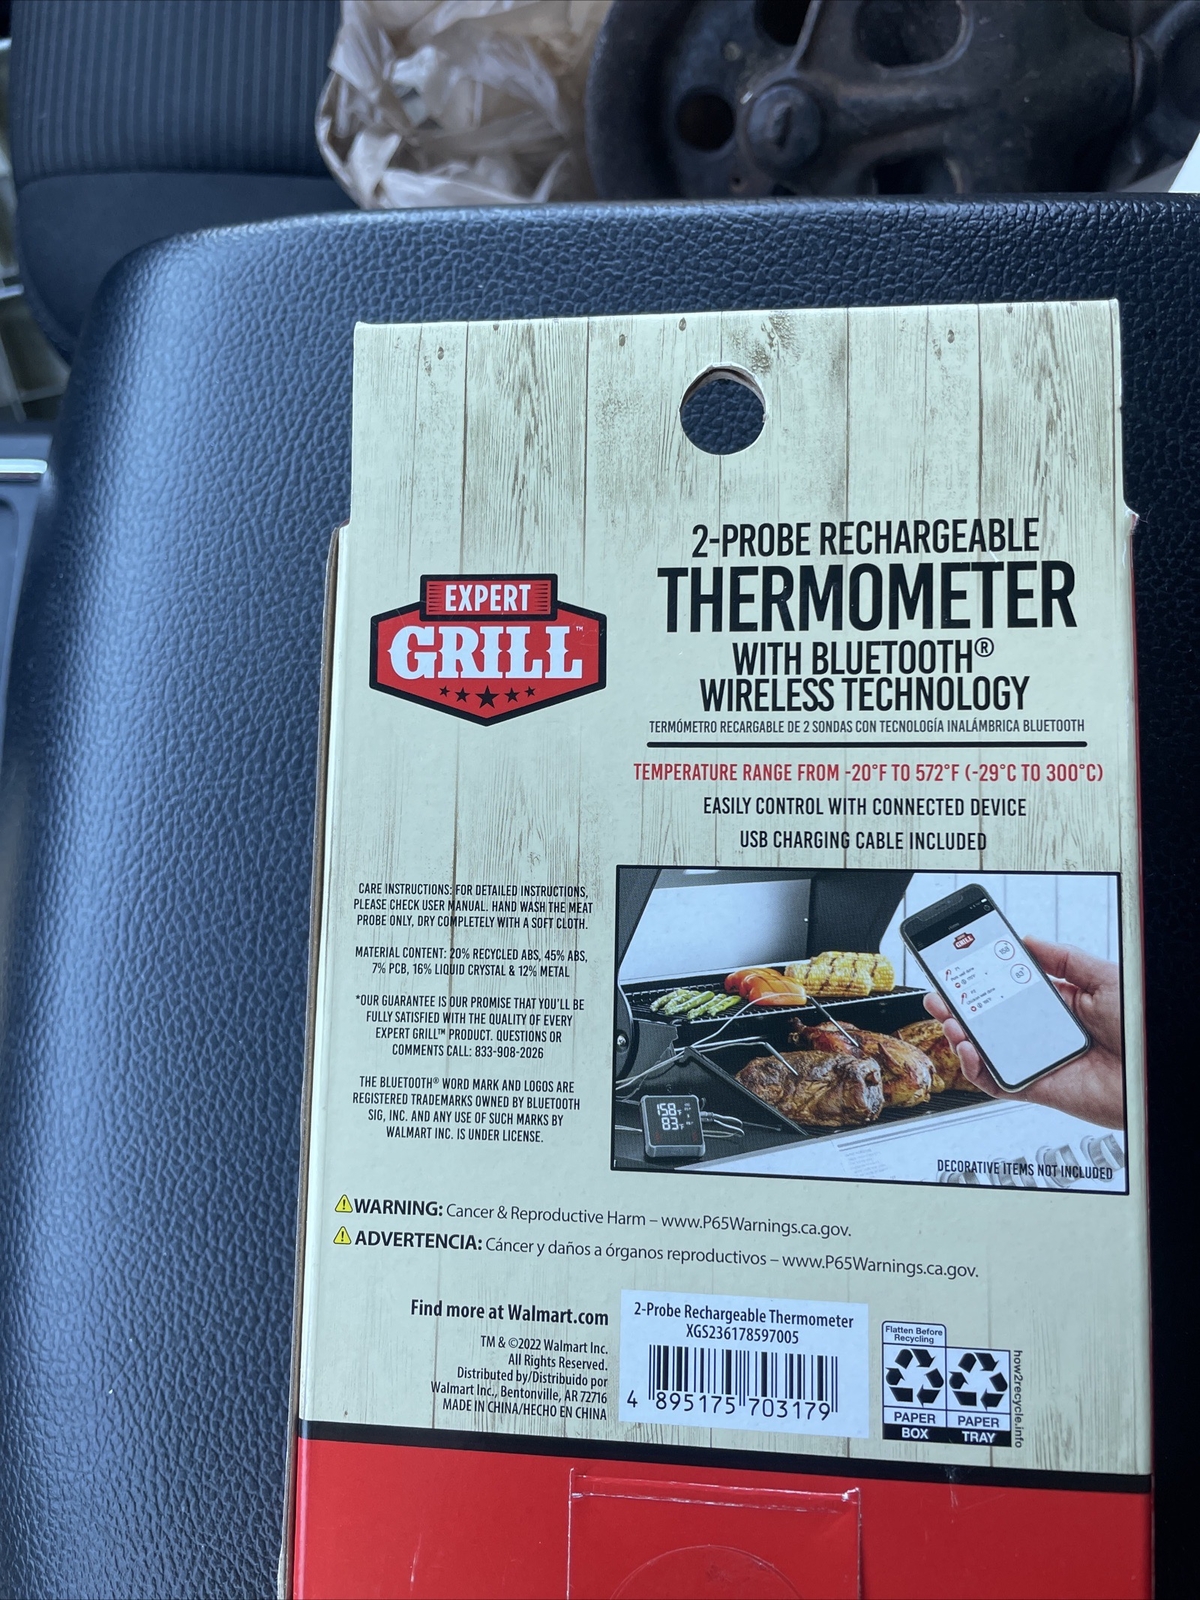 2-PROBE RECHARGEABLE
THERMOMETER
WITH BLUETOOTH®
WIRELESS TECHNOLOGY
TERMÓMETRO RECARGABLE DE 2 SONDAS CON TECNOLOGÍA INALÁMBRICA BLUETOOTH
EXPERT
GRILL™
TEMPERATURE RANGE FROM -20°F TO 572°F (-29°C TO 300°C)
EASILY CONTROL WITH CONNECTED DEVICE
USB CHARGING CABLE INCLUDED
CARE INSTRUCTIONS: FOR DETAILED INSTRUCTIONS,
PLEASE CHECK USER MANUAL. HAND WASH THE MEAT
PROBE ONLY, DRY COMPLETELY WITH A SOFT CLOTH.
MATERIAL CONTENT: 20% RECYCLED ABS, 45% ABS,
7% PCB, 16% LIQUID CRYSTAL & 12% METAL
*OUR GUARANTEE IS OUR PROMISE THAT YOU'LL BE
FULLY SATISFIED WITH THE QUALITY OF EVERY
EXPERT GRILL™ PRODUCT. QUESTIONS OR
COMMENTS CALL: 833-908-2026
THE BLUETOOTH® WORD MARK AND LOGOS ARE
REGISTERED TRADEMARKS OWNED BY BLUETOOTH
SIG, INC. AND ANY USE OF SUCH MARKS BY
WALMART INC. IS UNDER LICENSE.
GRILL
158°F
83°F
DECORATIVE ITEMS NOT INCLUDED
WARNING: Cancer & Reproductive Harm – www.P65Warnings.ca.gov.
ADVERTENCIA: Cáncer y daños a órganos reproductivos – www.P65Warnings.ca.gov.
Find more at Walmart.com
TM & ©2022 Walmart Inc.
All Rights Reserved.
Distributed by/Distribuido por
Walmart Inc., Bentonville, AR 72716
MADE IN CHINA/HECHO EN CHINA
2-Probe Rechargeable Thermometer
XGS236178597005
4 895175 703179
Flatten Before
Recycling
PAPER
BOX
PAPER
TRAY
how2recycle.info